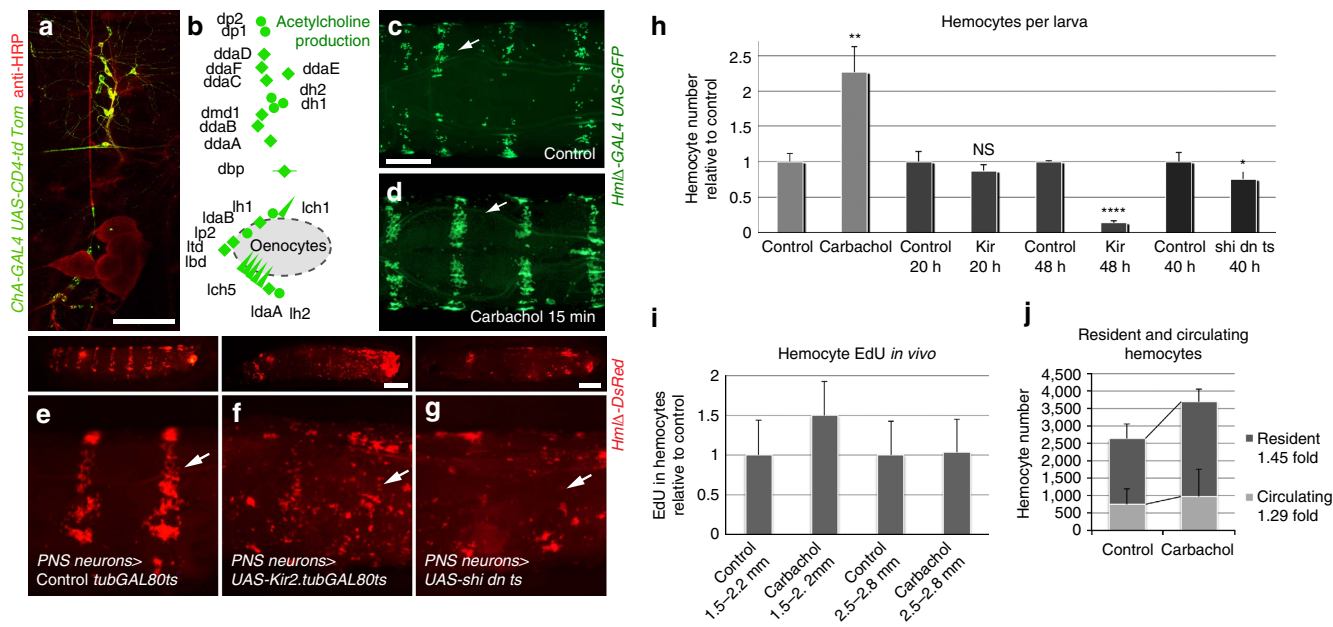 a
ChA-GAL4 UAS-CD4-td Tom anti-HRP
b
Acetylcholine
production
dp2
dp1
ddaD
ddaF
ddaC
ddaE
dh2
dh1
dmd1
ddaB
ddaA
dbp
lh1
lch1
ldaB
lp2
ltd
lbd
Oenocytes
lch5
ldaA
lh2
c
Control
d
Carbachol 15 min
HmlΔ-GAL4 UAS-GFP
e
PNS neurons>
Control tubGAL80ts
f
PNS neurons>
UAS-Kir2.tubGAL80ts
g
PNS neurons>
UAS-shi dn ts
HmlΔ-DsRed
h
Hemocytes per larva
Hemocyte number
relative to control
2.5
2
1.5
1
0.5
0
**
NS
****
*
Control
Carbachol
Control
20 h
Kir
20 h
Control
48 h
Kir
48 h
Control
40 h
shi dn ts
40 h
i
Hemocyte EdU in vivo
EdU in hemocytes
relative to control
2
1.5
1
0.5
0
Control
1.5–2.2 mm
Carbachol
1.5–2. 2mm
Control
2.5–2.8 mm
Carbachol
2.5–2.8 mm
j
Resident and circulating
hemocytes
Hemocyte number
4,500
4,000
3,500
3,000
2,500
2,000
1,500
1,000
500
0
Control
Carbachol
Resident
1.45 fold
Circulating
1.29 fold